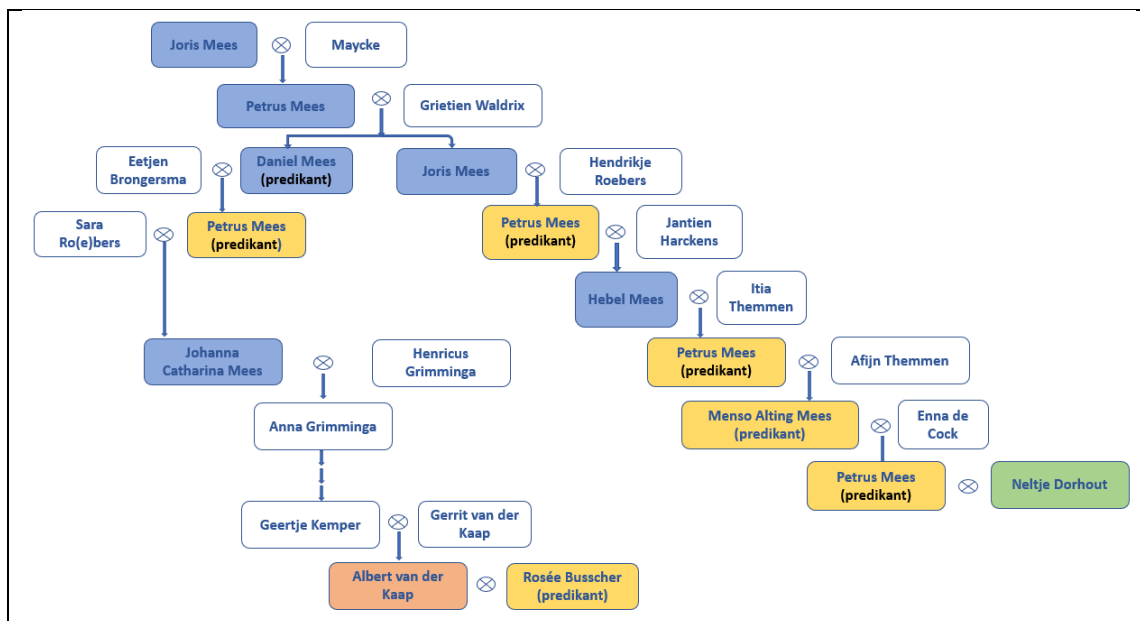 Joris Mees
Maycke
Petrus Mees
Grietien Waldrix
Eetjen
Brongersma
Daniel Mees
(predikant)
Joris Mees
Hendrikje
Roebers
Sara
Ro(e)bers
Petrus Mees
(predikant)
Petrus Mees
(predikant)
Jantien
Harckens
Hebel Mees
Itia
Themmen
Johanna
Catharina Mees
Henricus
Grimminga
Petrus Mees
(predikant)
Afijn Themmen
Anna Grimminga
Menso Alting Mees
(predikant)
Enna de
Cock
Petrus Mees
(predikant)
Neltje Dorhout
Geertje Kemper
Gerrit van der
Kaap
Albert van der
Kaap
Rosée Busscher
(predikant)